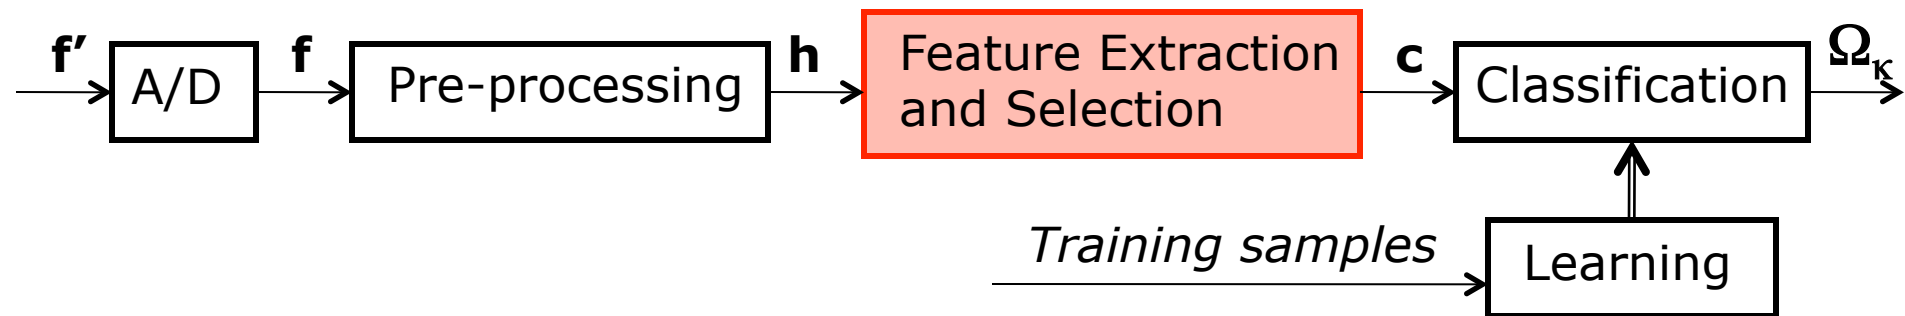 f’
A/D
f
Pre-processing
h
Feature Extraction
and Selection
c
Classification
Ωκ
Training samples
Learning